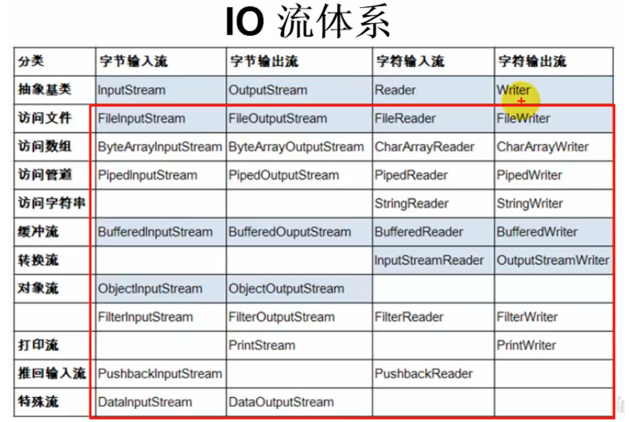 IO 流体系
分类 字节输入流 字节输出流 字符输入流 字符输出流
抽象基类 InputStream OutputStream Reader Writer
访问文件 FileInputStream FileOutputStream FileReader FileWriter
访问数组 ByteArrayInputStream ByteArrayOutputStream CharArrayReader CharArrayWriter
访问管道 PipedInputStream PipedOutputStream PipedReader PipedWriter
访问字符串 StringReader StringWriter
缓冲流 BufferedInputStream BufferedOuputStream BufferedReader BufferedWriter
转换流 InputStreamReader OutputStreamWriter
对象流 ObjectInputStream ObjectOutputStream
FilterInputStream FilterOutputStream FilterReader FilterWriter
打印流 PrintStream PrintWriter
推回输入流 PushbackInputStream PushbackReader
特殊流 DataInputStream DataOutputStream